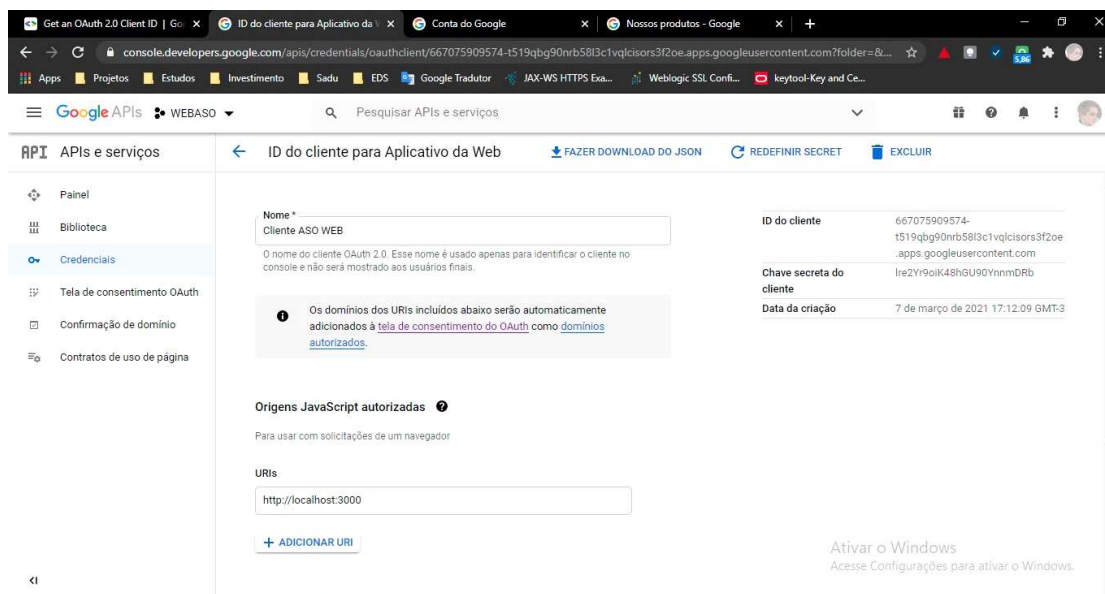 Get an OAuth 2.0 Client ID | Go
ID do cliente para Aplicativo da W
Conta do Google
Nossos produtos - Google
console.developers.google.com/apis/credentials/oauthclient/667075909574-t519qbg90nrb58l3c1vqlcisors3f2oe.apps.googleusercontent.com?folder=&...
5,86
Apps Projetos Estudos Investimento Sadu EDS Google Tradutor JAX-WS HTTPS Exa... Weblogic SSL Confi... keytool-Key and Ce...
Google APIs WEBASO Pesquisar APIs e serviços
API APIs e serviços
ID do cliente para Aplicativo da Web
FAZER DOWNLOAD DO JSON
REDEFINIR SECRET
EXCLUIR
Painel
Biblioteca
Credenciais
Tela de consentimento OAuth
Confirmação de domínio
Contratos de uso de página
Nome *
Cliente ASO WEB
O nome do cliente OAuth 2.0. Esse nome é usado apenas para identificar o cliente no
console e não será mostrado aos usuários finais.
Os domínios dos URIs incluídos abaixo serão automaticamente
adicionados à tela de consentimento do OAuth como domínios
autorizados.
Origens JavaScript autorizadas
Para usar com solicitações de um navegador
URIs
http://localhost:3000
ADICIONAR URI
ID do cliente
667075909574-
t519qbg90nrb58l3c1vqlcisors3f2oe
.apps.googleusercontent.com
Chave secreta do
cliente
lre2Yr9oiK48hGU90YnnmDRb
Data da criação
7 de março de 2021 17:12:09 GMT-3
Ativar o Windows
Acesse Configurações para ativar o Windows.